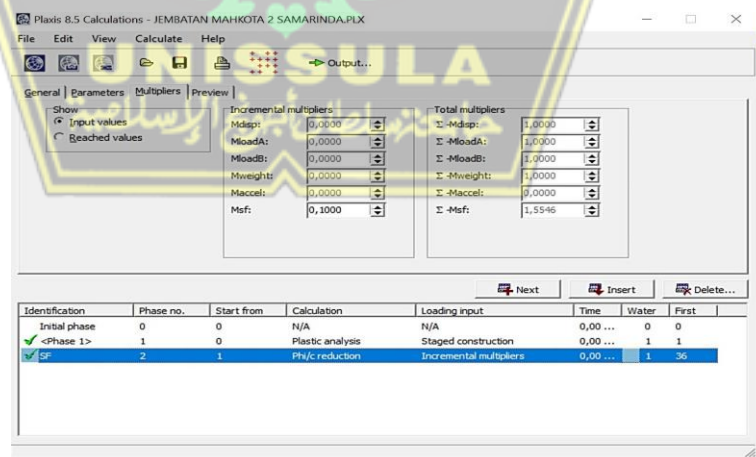 Plaxis 8.5 Calculations - JEMBATAN MAHKOTA 2 SAMARINDA.PLX
File Edit View Calculate Help
Output...
UNISSULA
General Parameters Multipliers Preview
Show
Input values
Reached values
Incremental multipliers
Mdisp: 0,0000
MloadA: 0,0000
MloadB: 0,0000
Mweight: 0,0000
Maccel: 0,0000
Msf: 0,1000
Total multipliers
Σ -Mdisp: 1,0000
Σ -MloadA: 1,0000
Σ -MloadB: 1,0000
Σ -Mweight: 1,0000
Σ -Maccel: 0,0000
Σ -Msf: 1,5546
Next Insert Delete...
Identification Phase no. Start from Calculation Loading input Time Water First
Initial phase 0 0 N/A N/A 0,00 ... 0 0
<Phase 1> 1 0 Plastic analysis Staged construction 0,00 ... 1 1
SF 2 1 Phi/c reduction Incremental multipliers 0,00 ... 1 36